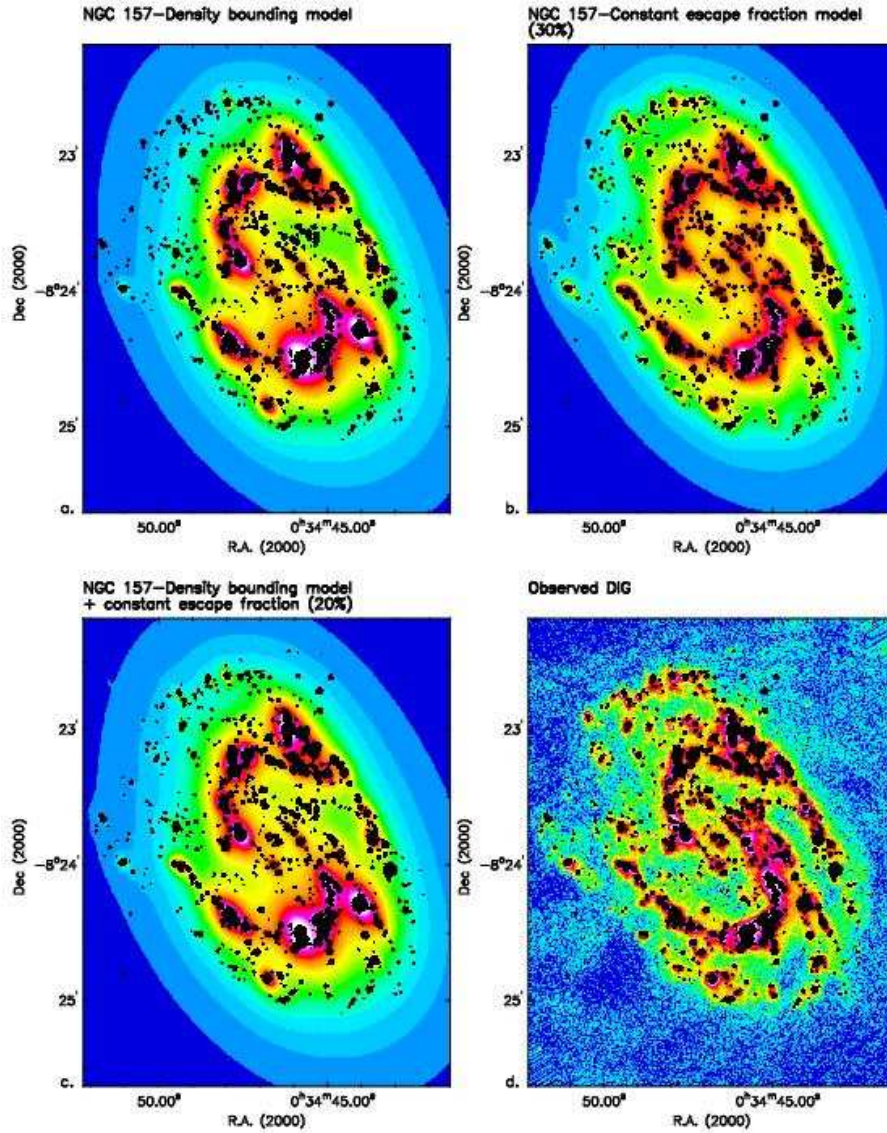 NGC 157–Density bounding model
NGC 157–Constant escape fraction model
(30%)
Dec (2000)
23'
-8°24'
25'
a.
50.00ˢ
0ʰ34ᵐ45.00ˢ
R.A. (2000)
Dec (2000)
23'
-8°24'
25'
b.
50.00ˢ
0ʰ34ᵐ45.00ˢ
R.A. (2000)
NGC 157–Density bounding model
+ constant escape fraction (20%)
Observed DIG
Dec (2000)
23'
-8°24'
25'
c.
50.00ˢ
0ʰ34ᵐ45.00ˢ
R.A. (2000)
Dec (2000)
23'
-8°24'
25'
d.
50.00ˢ
0ʰ34ᵐ45.00ˢ
R.A. (2000)